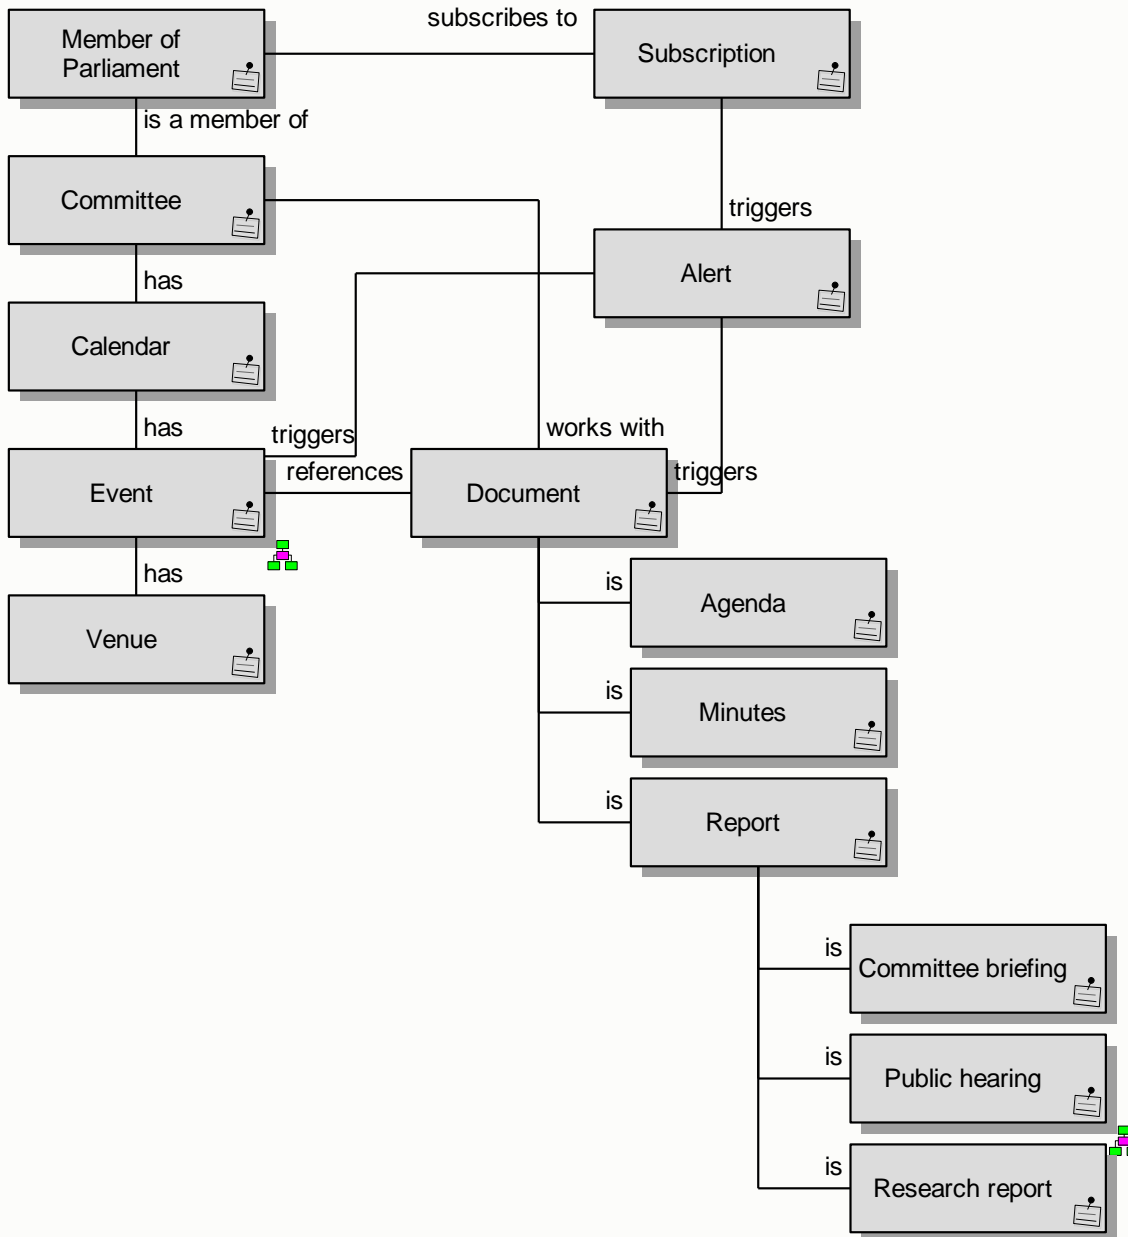 subscribes to
Member of
Parliament
Subscription
is a member of
Committee
triggers
has
Alert
Calendar
has
triggers
works with
references
triggers
Event
Document
has
is
Agenda
Venue
is
Minutes
is
Report
is
Committee briefing
is
Public hearing
is
Research report